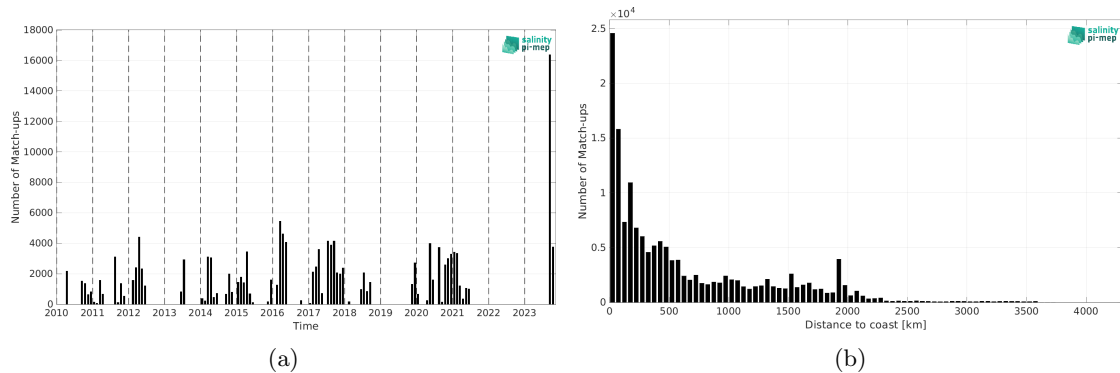 18000
16000
14000
12000
10000
8000
6000
4000
2000
0
Number of Match-ups
2010 2011 2012 2013 2014 2015 2016 2017 2018 2019 2020 2021 2022 2023
Time
salinity
pi-mep
(a)
×10⁴
2.5
2
1.5
1
0.5
0
Number of Match-ups
0 500 1000 1500 2000 2500 3000 3500 4000
Distance to coast [km]
salinity
pi-mep
(b)